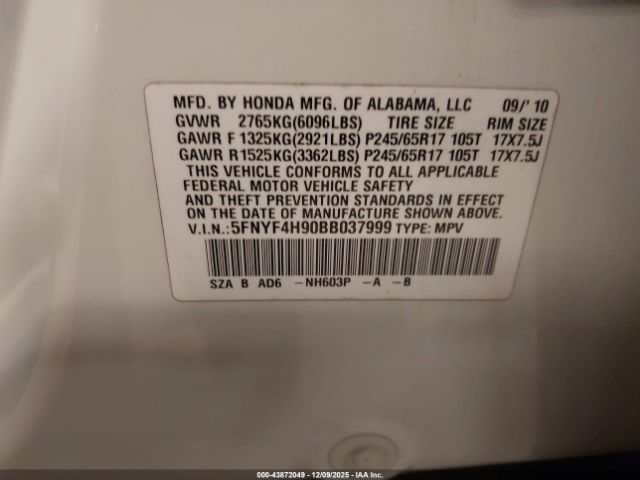 MFD. BY HONDA MFG. OF ALABAMA, LLC 09/'10
GVWR 2765KG(6096LBS) TIRE SIZE RIM SIZE
GAWR F 1325KG(2921LBS) P245/65R17 105T 17X7.5J
GAWR R1525KG(3362LBS) P245/65R17 105T 17X7.5J
THIS VEHICLE CONFORMS TO ALL APPLICABLE
FEDERAL MOTOR VEHICLE SAFETY
AND THEFT PREVENTION STANDARDS IN EFFECT
ON THE DATE OF MANUFACTURE SHOWN ABOVE.
V.I.N.: 5FNYF4H90BB037999 TYPE: MPV
SZA B AD6 -NH603P -A -B
000-43872049 - 12/09/2025 - IAA Inc.